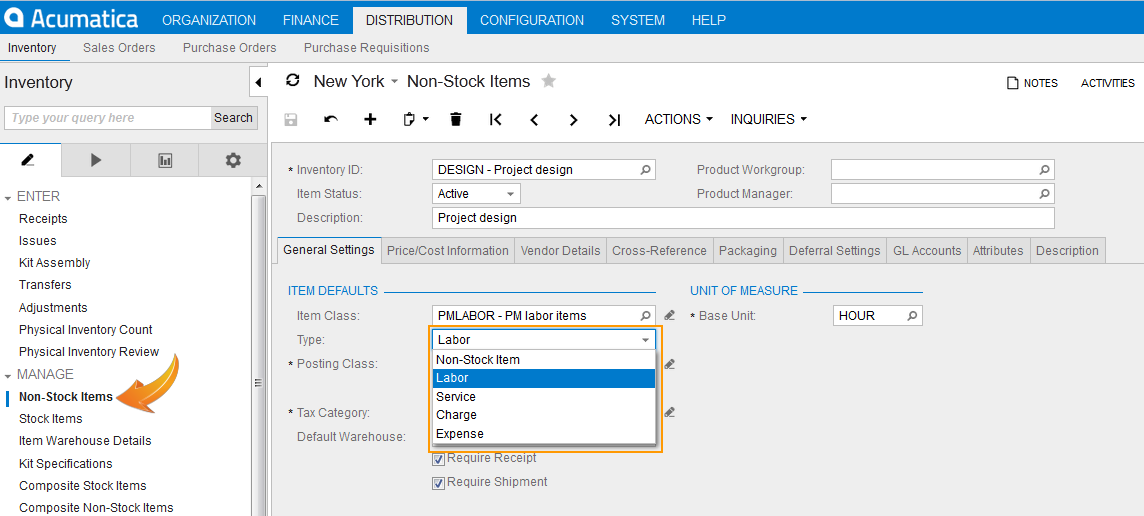 Acumatica ORGANIZATION FINANCE DISTRIBUTION CONFIGURATION SYSTEM HELP
Inventory Sales Orders Purchase Orders Purchase Requisitions
Inventory
Type your query here Search
ENTER
Receipts
Issues
Kit Assembly
Transfers
Adjustments
Physical Inventory Count
Physical Inventory Review
MANAGE
Non-Stock Items
Stock Items
Item Warehouse Details
Kit Specifications
Composite Stock Items
Composite Non-Stock Items
New York Non-Stock Items NOTES ACTIVITIES
ACTIONS INQUIRIES
* Inventory ID: DESIGN - Project design Product Workgroup:
Item Status: Active Product Manager:
Description: Project design
General Settings Price/Cost Information Vendor Details Cross-Reference Packaging Deferral Settings GL Accounts Attributes Description
ITEM DEFAULTS UNIT OF MEASURE
Item Class: PMLABOR - PM labor items * Base Unit: HOUR
Type: Labor
Non-Stock Item
* Posting Class: Labor
Service
* Tax Category: Charge
Default Warehouse: Expense
Require Receipt
Require Shipment